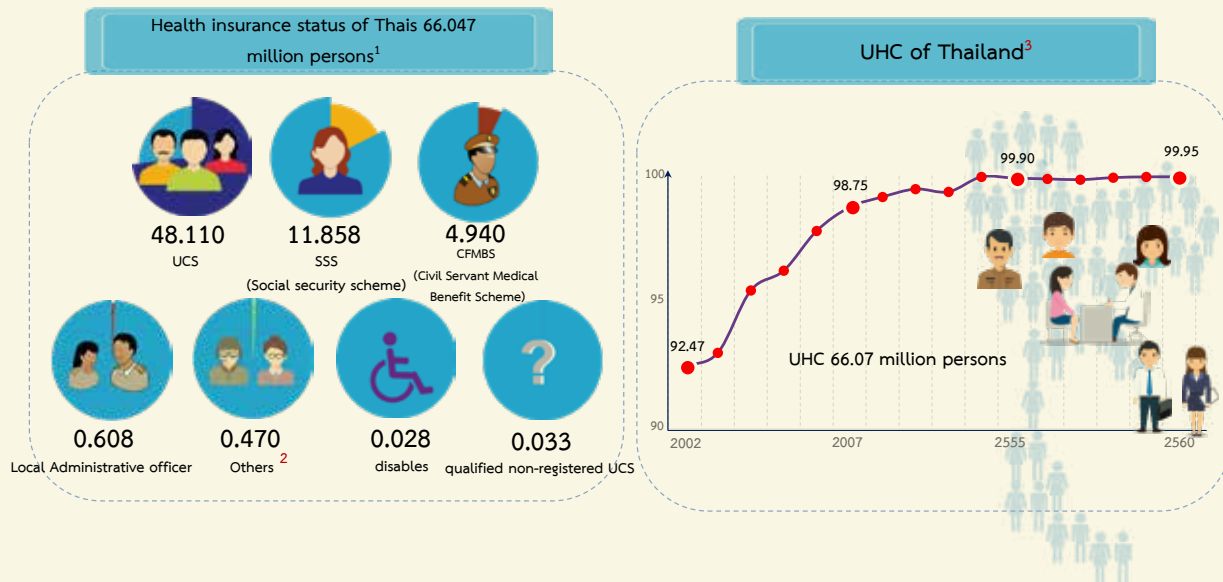 Health insurance status of Thais 66.047
million persons1
48.110
UCS
11.858
SSS
(Social security scheme)
4.940
CFMBS
(Civil Servant Medical
Benefit Scheme)
?
0.608
Local Administrative officer
0.470
Others 2
0.028
disables
0.033
qualified non-registered UCS
UHC of Thailand3
100
95
90
92.47
98.75
99.90
99.95
UHC 66.07 million persons
2002
2007
2555
2560